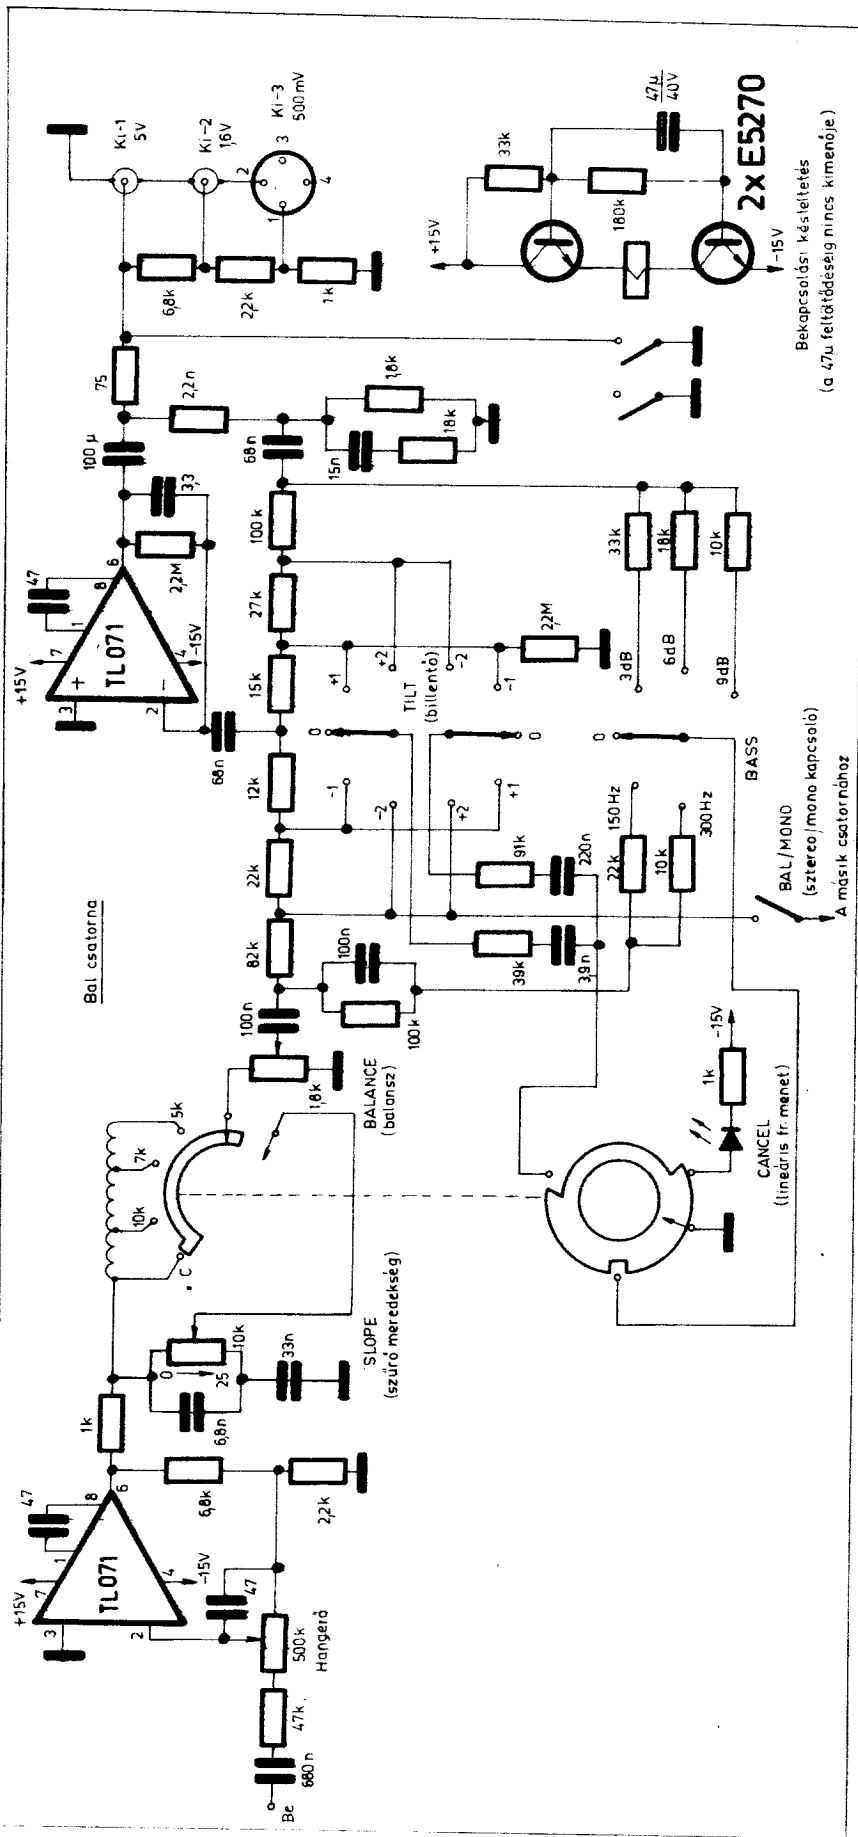 Bal csatorna
Be
680n
47k
500k
Hangerő
47
+15V
3
7
2
4
-15V
TL071
1
8
47
6
6,8k
2,2k
1k
6,8n
0
25
10k
33n
SLOPE
(szűrő meredekség)
C
10k
7k
5k
1,8k
BALANCE
(balansz)
100n
100k
100n
82k
22k
12k
15k
27k
100k
68n
+15V
3
7
2
4
-15V
TL071
1
8
47
6
2,2M
3,3
100µ
75
2,2n
68n
15n
18k
1,8k
6,8k
2,2k
1k
Ki-1
5V
Ki-2
1,6V
Ki-3
500mV
1
2
3
4
-1
0
+1
-2
TILT
(billentő)
+2
+2
-2
+1
0
-1
2,2M
39k
3,9n
91k
220n
22k
150Hz
10k
300Hz
0
BASS
3dB
6dB
9dB
33k
18k
10k
BAL/MONO
(sztereo/mono kapcsoló)
A másik csatornához
CANCEL
(lineáris fr. menet)
1k
-15V
+15V
33k
180k
47µ
40V
-15V
2x E5270
Bekapcsolási késleltetés
(a 47µ feltöltődéséig nincs kimenőjel)